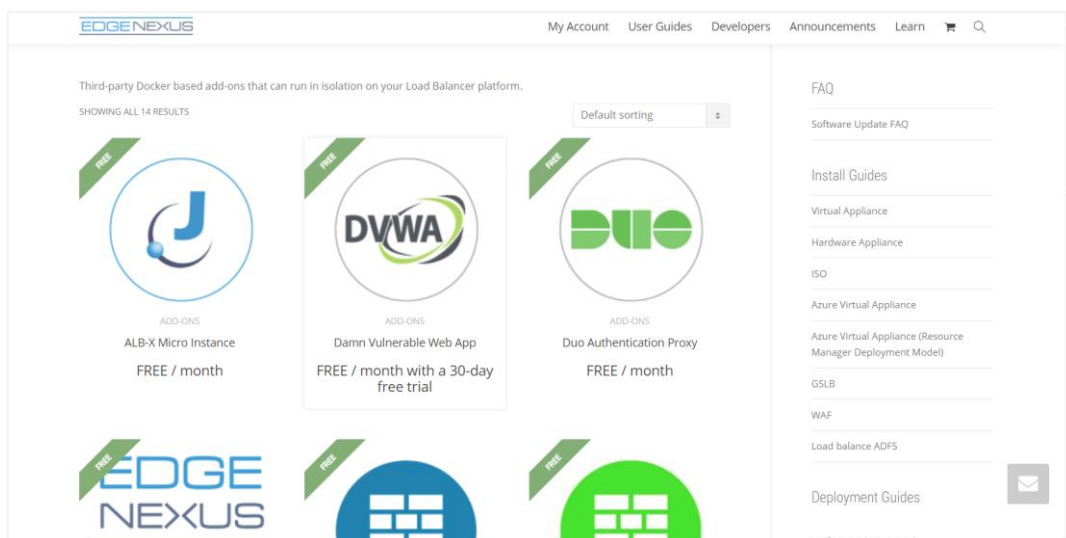 EDGENEXUS
My Account User Guides Developers Announcements Learn
Third-party Docker based add-ons that can run in isolation on your Load Balancer platform.
SHOWING ALL 14 RESULTS
Default sorting
FREE
FREE
FREE
J
DVWA
DUO
ADD-ONS
ALB-X Micro Instance
FREE / month
ADD-ONS
Damn Vulnerable Web App
FREE / month with a 30-day
free trial
ADD-ONS
Duo Authentication Proxy
FREE / month
FREE
FREE
FREE
EDGE
NEXUS
FAQ
Software Update FAQ
Install Guides
Virtual Appliance
Hardware Appliance
ISO
Azure Virtual Appliance
Azure Virtual Appliance (Resource
Manager Deployment Model)
GSLB
WAF
Load balance ADFS
Deployment Guides